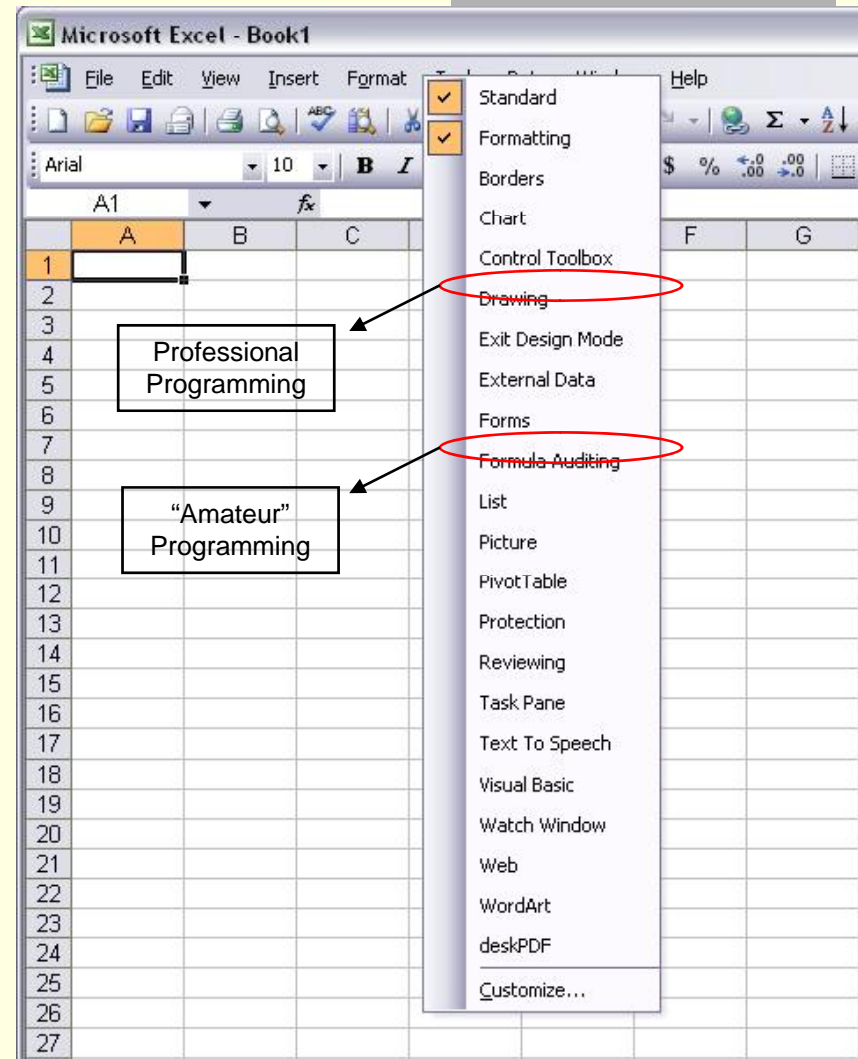 Microsoft Excel - Book1
File Edit View Insert Format Help
Arial 10 B I $ % .00 .00 .0
A1 fx
A B C F G
Standard
Formatting
Borders
Chart
Control Toolbox
Drawing
Exit Design Mode
External Data
Forms
Formula Auditing
List
Picture
PivotTable
Protection
Reviewing
Task Pane
Text To Speech
Visual Basic
Watch Window
Web
WordArt
deskPDF
Customize...
Professional
Programming
“Amateur”
Programming
1
2
3
4
5
6
7
8
9
10
11
12
13
14
15
16
17
18
19
20
21
22
23
24
25
26
27